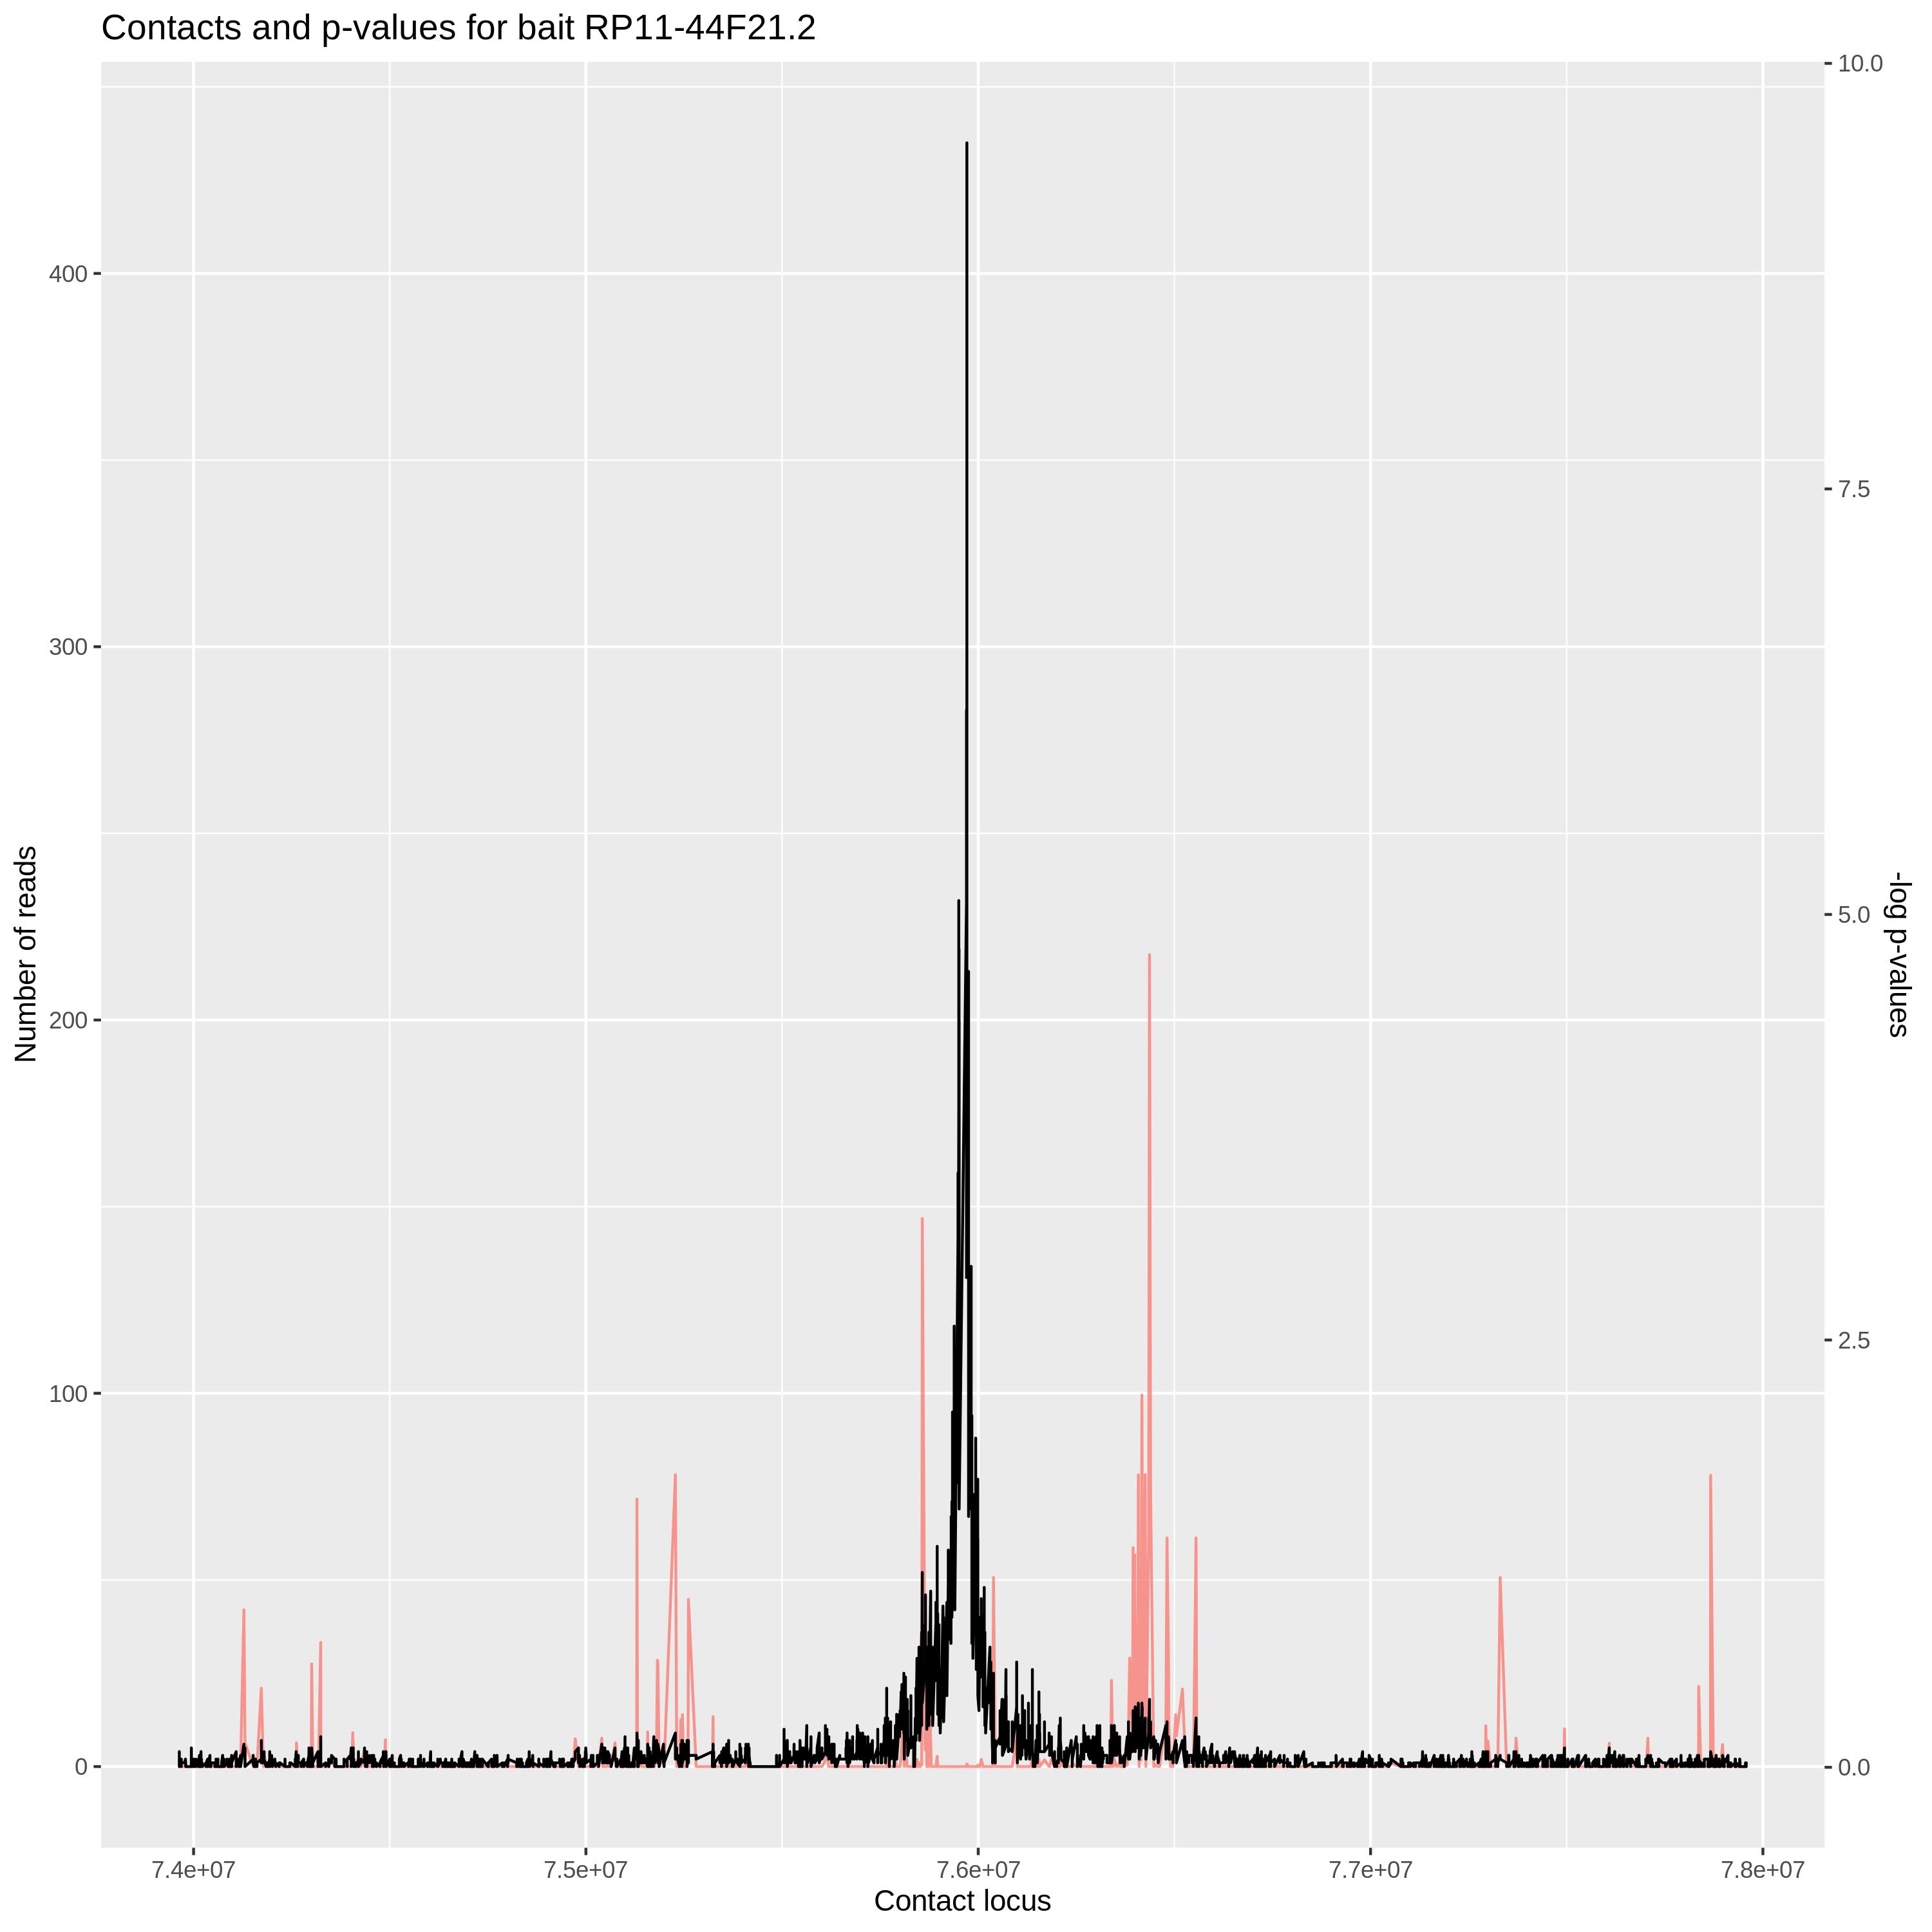 Contacts and p-values for bait RP11-44F21.2
Number of reads
400
300
200
100
0
10.0
7.5
5.0
2.5
0.0
-log p-values
7.4e+07
7.5e+07
7.6e+07
7.7e+07
7.8e+07
Contact locus